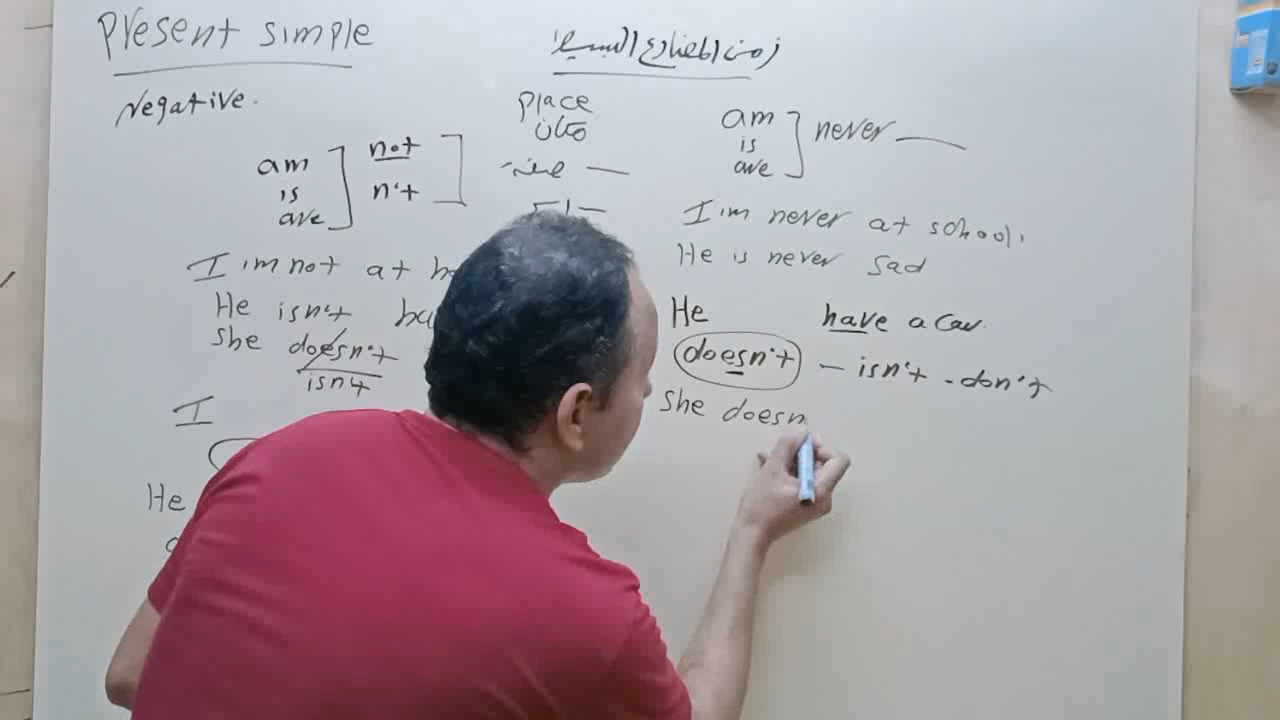 Present simple
زمن المضارع البسيط
Negative.
am
is
are
not
n't
place
مكان
صفة
am
is
are
never
I'm not at
He isn't
She doesn't
isn't
I
He
I'm never at school.
He is never sad
He have a car.
doesn't – isn't - don't
She doesn